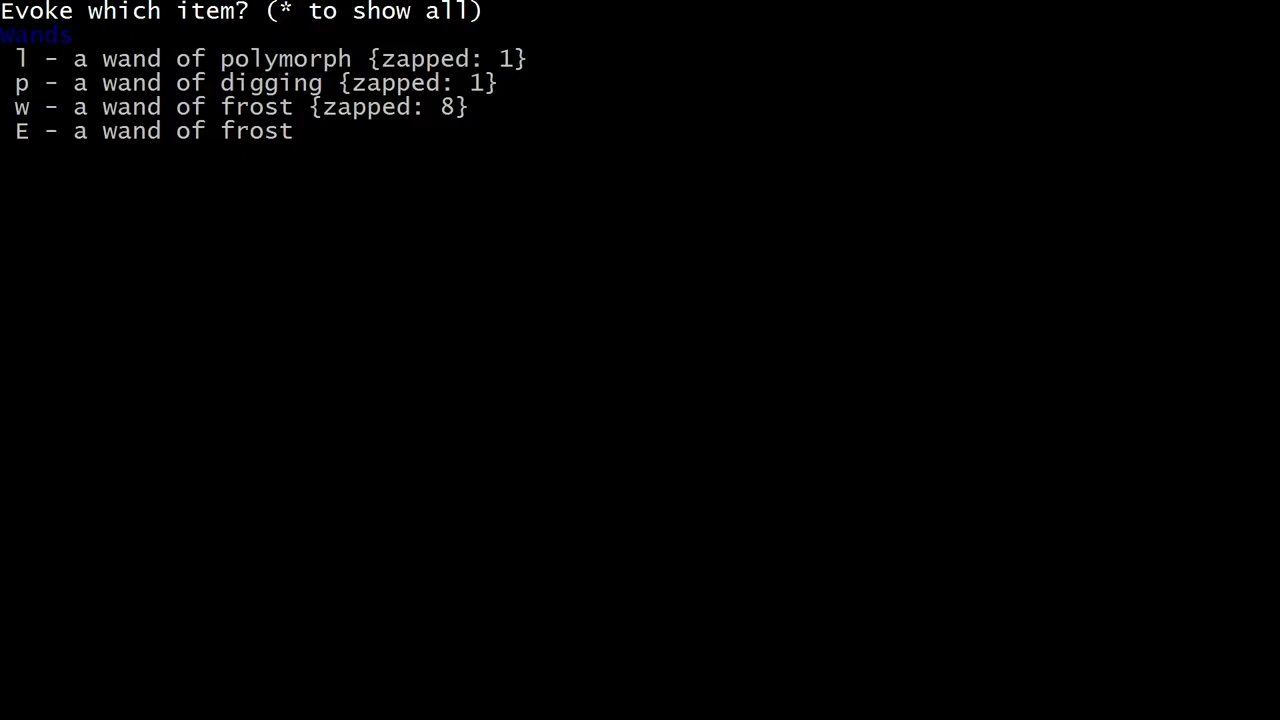 Evoke which item? (* to show all)
Wands
l - a wand of polymorph {zapped: 1}
p - a wand of digging {zapped: 1}
w - a wand of frost {zapped: 8}
E - a wand of frost